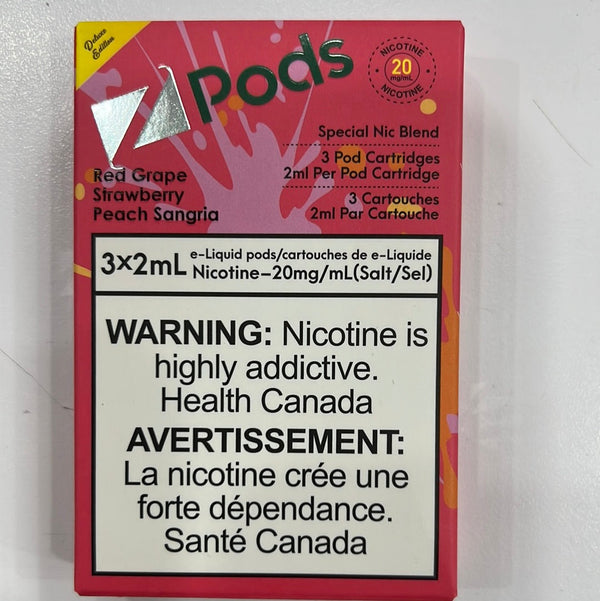 Deluxe
Edition
Z Pods
NICOTINE
20
mg/mL
NICOTINE
Special Nic Blend
3 Pod Cartridges
2ml Per Pod Cartridge
3 Cartouches
2ml Par Cartouche
Red Grape
Strawberry
Peach Sangria
3×2mL
e-Liquid pods/cartouches de e-Liquide
Nicotine–20mg/mL(Salt/Sel)
WARNING: Nicotine is
highly addictive.
Health Canada
AVERTISSEMENT:
La nicotine crée une
forte dépendance.
Santé Canada